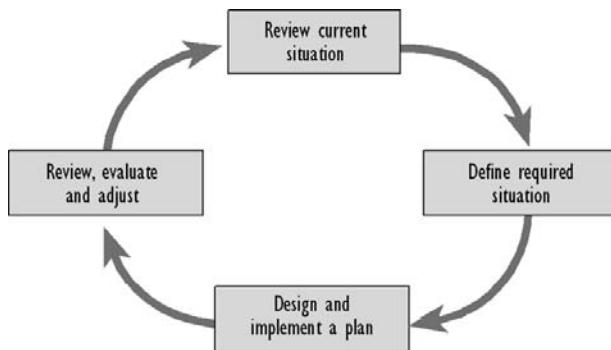 Review current
situation
Define required
situation
Design and
implement a plan
Review, evaluate
and adjust